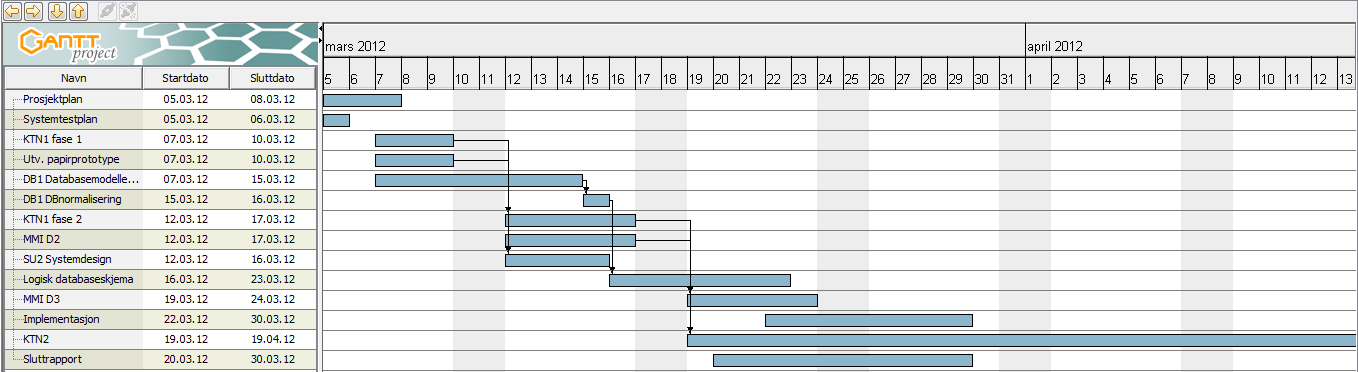 GANTT
project
mars 2012
april 2012
Navn Startdato Sluttdato
5 6 7 8 9 10 11 12 13 14 15 16 17 18 19 20 21 22 23 24 25 26 27 28 29 30 31 1 2 3 4 5 6 7 8 9 10 11 12 13
Prosjektplan 05.03.12 08.03.12
Systemtestplan 05.03.12 06.03.12
KTN1 fase 1 07.03.12 10.03.12
Utv. papirprototype 07.03.12 10.03.12
DB1 Databasemodelle... 07.03.12 15.03.12
DB1 DBnormalisering 15.03.12 16.03.12
KTN1 fase 2 12.03.12 17.03.12
MMI D2 12.03.12 17.03.12
SU2 Systemdesign 12.03.12 16.03.12
Logisk databaseskjema 16.03.12 23.03.12
MMI D3 19.03.12 24.03.12
Implementasjon 22.03.12 30.03.12
KTN2 19.03.12 19.04.12
Sluttrapport 20.03.12 30.03.12